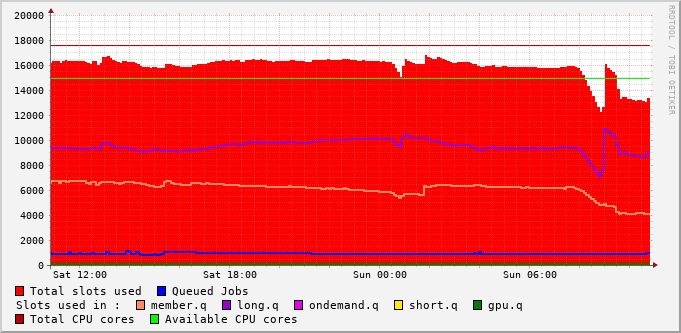 20000
18000
16000
14000
12000
10000
8000
6000
4000
2000
0
Sat 12:00 Sat 18:00 Sun 00:00 Sun 06:00
RRDTOOL / TOBI OETIKER
Total slots used Queued Jobs
Slots used in : member.q long.q ondemand.q short.q gpu.q
Total CPU cores Available CPU cores